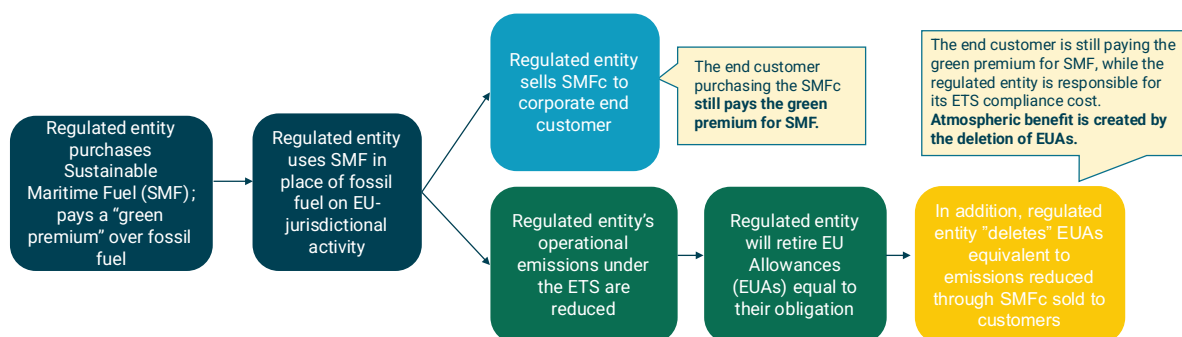 Regulated entity
purchases
Sustainable
Maritime Fuel (SMF);
pays a “green
premium” over fossil
fuel
Regulated entity
uses SMF in
place of fossil
fuel on EU-
jurisdictional
activity
Regulated entity
sells SMFc to
corporate end
customer
The end customer
purchasing the SMFc
still pays the green
premium for SMF.
Regulated entity’s
operational
emissions under
the ETS are
reduced
Regulated entity
will retire EU
Allowances
(EUAs) equal to
their obligation
The end customer is still paying the
green premium for SMF, while the
regulated entity is responsible for
its ETS compliance cost.
Atmospheric benefit is created by
the deletion of EUAs.
In addition, regulated
entity ”deletes” EUAs
equivalent to
emissions reduced
through SMFc sold to
customers